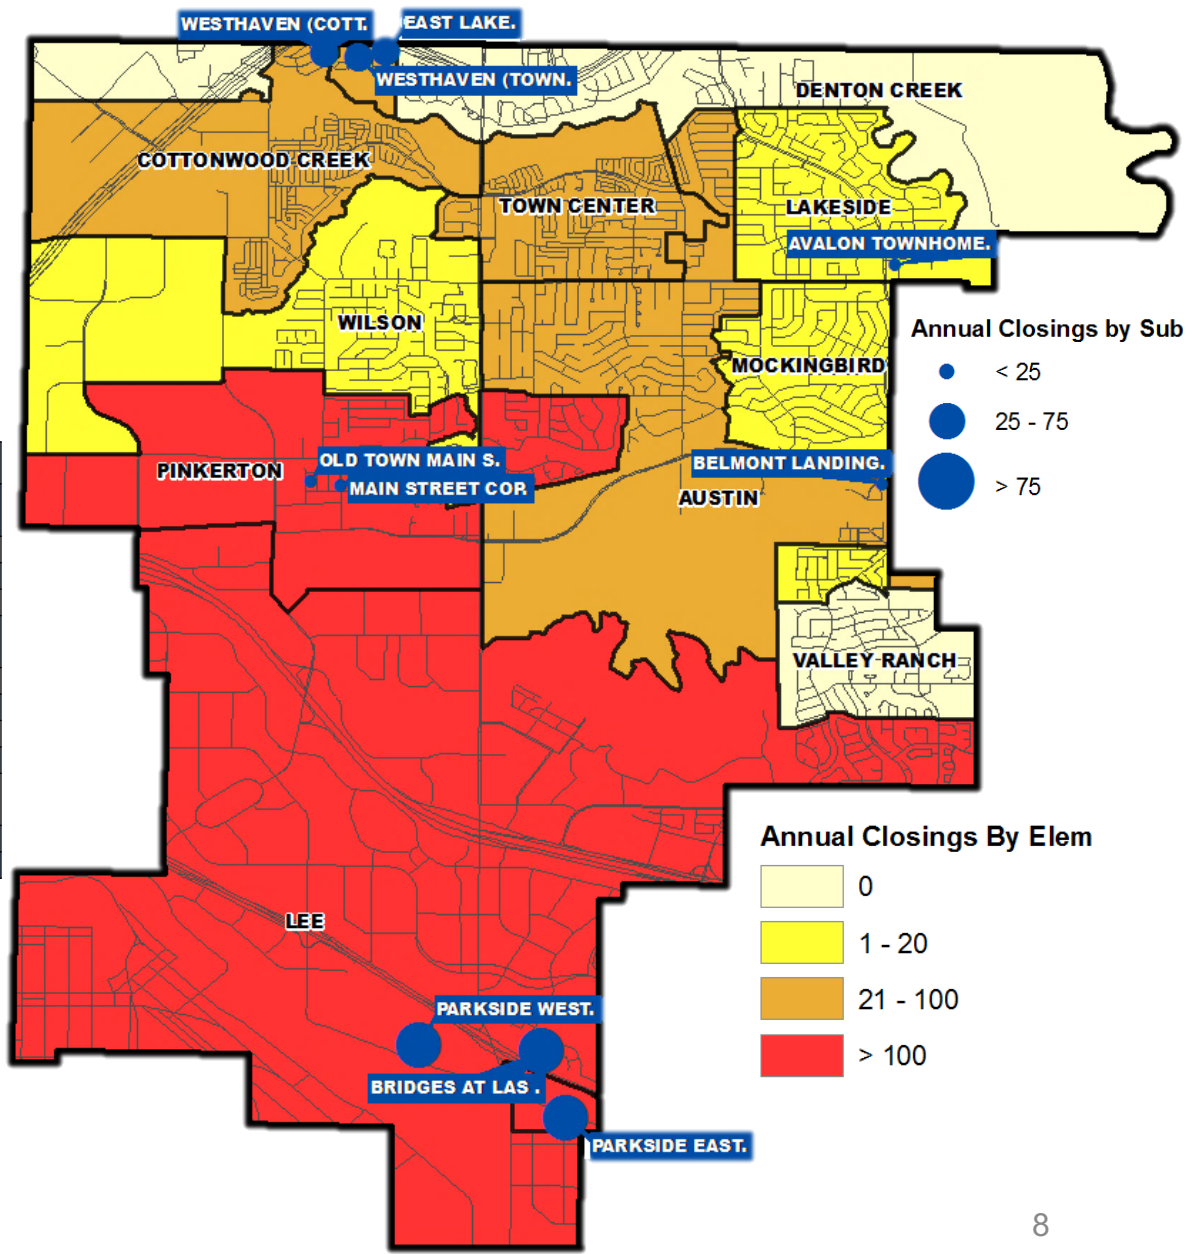 WESTHAVEN (COTT.
EAST LAKE.
WESTHAVEN (TOWN.
DENTON CREEK
COTTONWOOD CREEK
TOWN CENTER
LAKESIDE
AVALON TOWNHOME.
WILSON
Annual Closings by Sub
MOCKINGBIRD
< 25
25 - 75
OLD TOWN MAIN S.
BELMONT LANDING.
PINKERTON
MAIN STREET COP.
AUSTIN
> 75
VALLEY RANCH
Annual Closings By Elem
0
LEE
1 - 20
21 - 100
PARKSIDE WEST.
> 100
BRIDGES AT LAS .
PARKSIDE EAST.
8